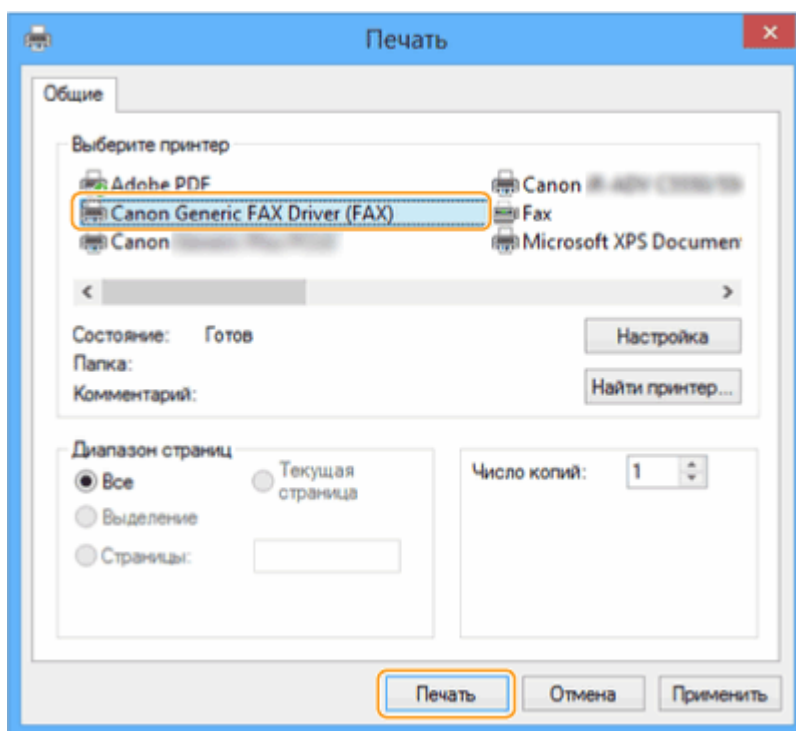 Печать
Общие
Выберите принтер
Adobe PDF
Canon
Canon Generic FAX Driver (FAX)
Fax
Canon
Microsoft XPS Documen
Состояние: Готов
Настройка
Папка:
Комментарий:
Найти принтер...
Диапазон страниц
Все
Текущая
страница
Выделение
Страницы:
Число копий: 1
Печать Отмена Применить